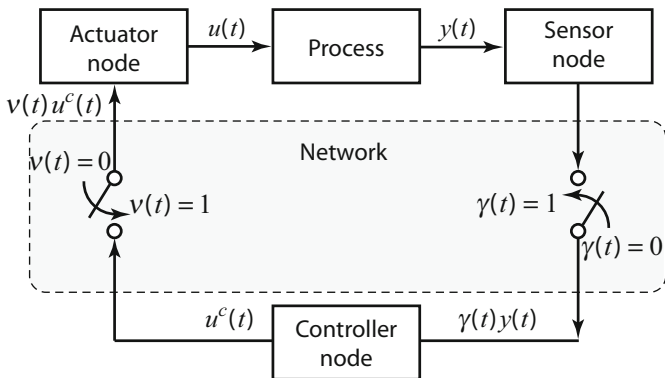 Actuator
node
u(t)
Process
y(t)
Sensor
node
ν(t)u^c(t)
Network
ν(t) = 0
ν(t) = 1
γ(t) = 1
γ(t) = 0
u^c(t)
Controller
node
γ(t)y(t)